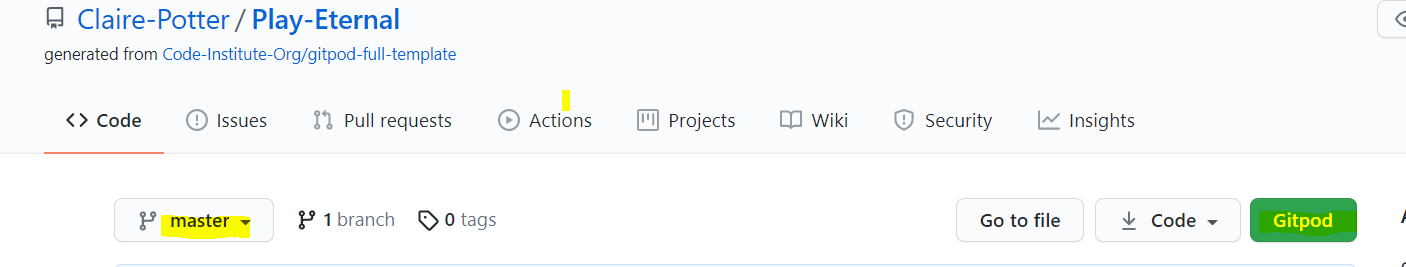 Claire-Potter / Play-Eternal
generated from Code-Institute-Org/gitpod-full-template
Code Issues Pull requests Actions Projects Wiki Security Insights
master 1 branch 0 tags Go to file Code Gitpod